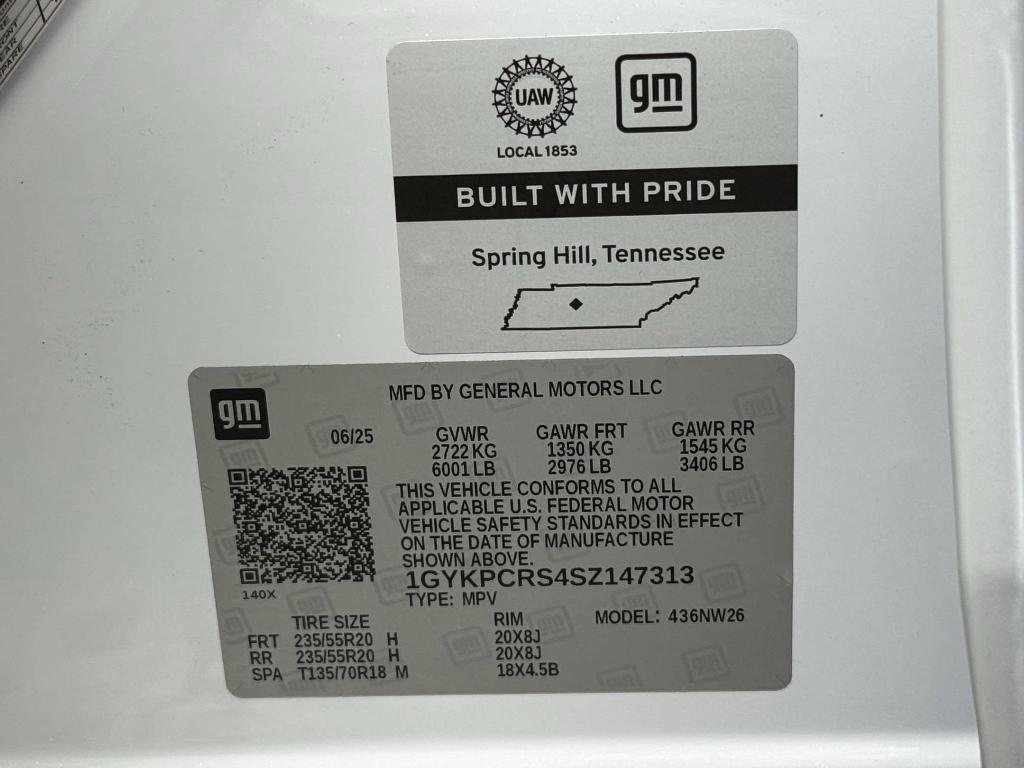 FRONT
REAR
SPARE
UAW
gm
LOCAL 1853
BUILT WITH PRIDE
Spring Hill, Tennessee
gm
MFD BY GENERAL MOTORS LLC
06/25 GVWR GAWR FRT GAWR RR
2722 KG 1350 KG 1545 KG
6001 LB 2976 LB 3406 LB
THIS VEHICLE CONFORMS TO ALL
APPLICABLE U.S. FEDERAL MOTOR
VEHICLE SAFETY STANDARDS IN EFFECT
ON THE DATE OF MANUFACTURE
SHOWN ABOVE.
1GYKPCRS4SZ147313
140X
TYPE: MPV
TIRE SIZE RIM MODEL: 436NW26
FRT 235/55R20 H 20X8J
RR 235/55R20 H 20X8J
SPA T135/70R18 M 18X4.5B